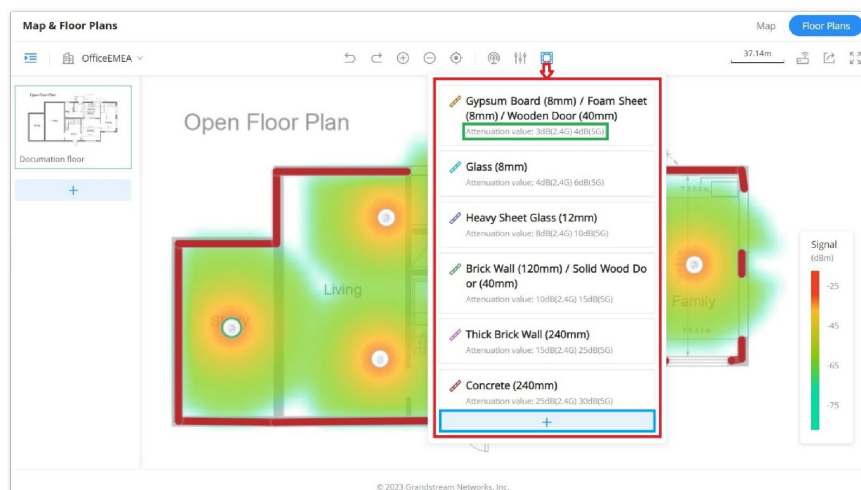 Map & Floor Plans
Map
Floor Plans
OfficeEMEA
37.14m
Open Floor Plan
Documation floor
Open Floor Plan
Gypsum Board (8mm) / Foam Sheet
(8mm) / Wooden Door (40mm)
Attenuation value: 3dB(2.4G) 4dB(5G)
Glass (8mm)
Attenuation value: 4dB(2.4G) 6dB(5G)
Heavy Sheet Glass (12mm)
Attenuation value: 8dB(2.4G) 10dB(5G)
Brick Wall (120mm) / Solid Wood Do
or (40mm)
Attenuation value: 10dB(2.4G) 15dB(5G)
Thick Brick Wall (240mm)
Attenuation value: 15dB(2.4G) 25dB(5G)
Concrete (240mm)
Attenuation value: 25dB(2.4G) 30dB(5G)
+
+
Living
Study
Family
Signal
(dBm)
-25
-45
-65
-75
© 2023 Grandstream Networks, Inc.